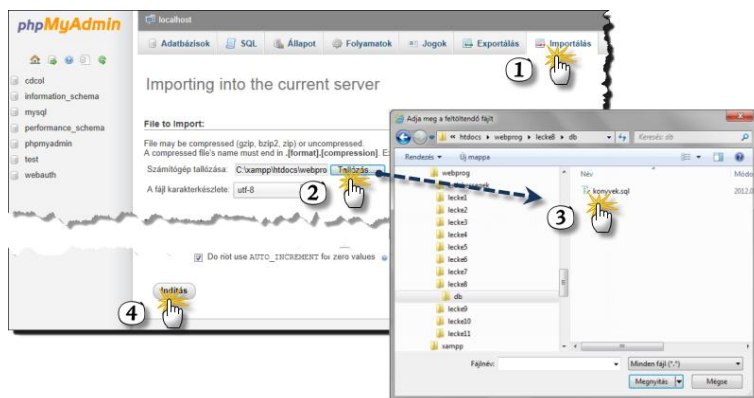 phpMyAdmin
localhost
Adatbázisok SQL Állapot Folyamatok Jogok Exportálás Importálás
1
cdcol
information_schema
mysql
performance_schema
phpmyadmin
test
webauth
Importing into the current server
File to Import:
File may be compressed (gzip, bzip2, zip) or uncompressed.
A compressed file's name must end in .[format].[compression].
Számítógép tallózása: C:\xampp\htdocs\webpro Tallózás...
A fájl karakterkészlete: utf-8
2
Do not use AUTO_INCREMENT for zero values
Indítás
4
Adja meg a feltöltendő fájlt
« htdocs ▸ webprog ▸ lecke8 ▸ db
Keresés: db
Rendezés Új mappa
webprog
lecke1
lecke2
lecke3
lecke4
lecke5
lecke6
lecke7
lecke8
db
lecke9
lecke10
lecke11
xampp
Név
konyvek.sql 2012.0
3
Fájlnév: Minden fájl (*.*)
Megnyitás Mégse